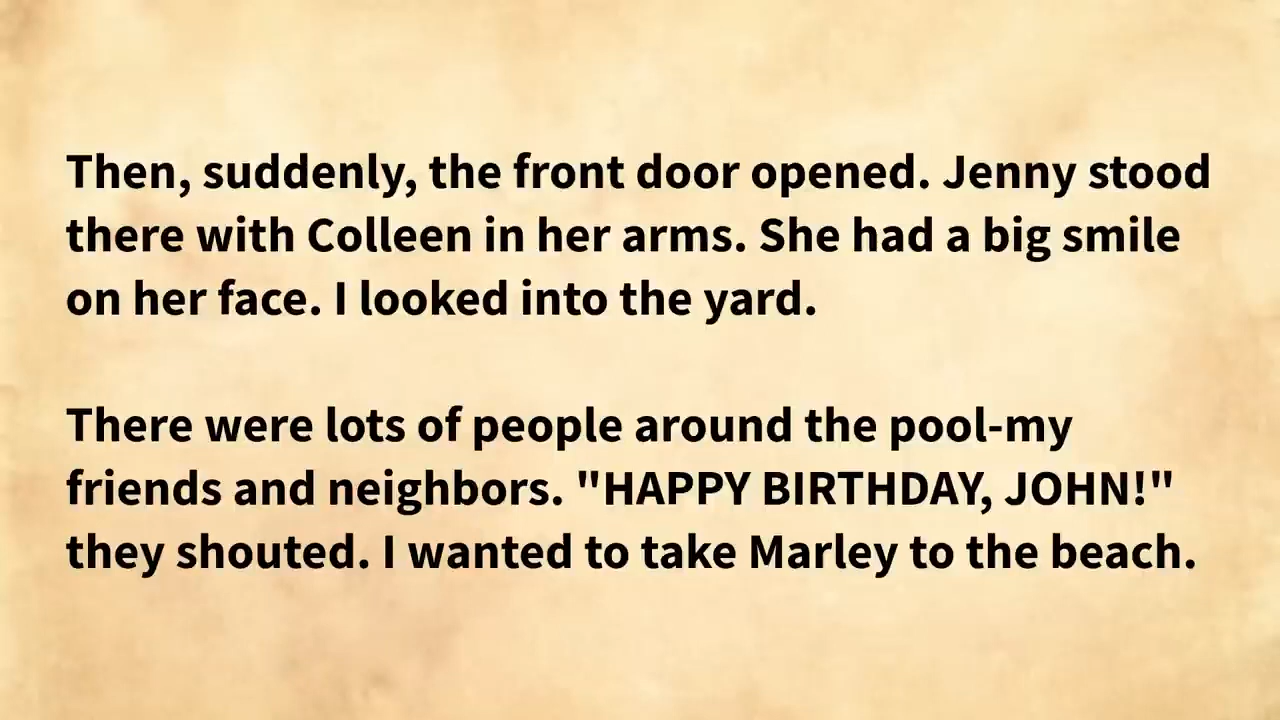 Then, suddenly, the front door opened. Jenny stood
there with Colleen in her arms. She had a big smile
on her face. I looked into the yard.
There were lots of people around the pool-my
friends and neighbors. "HAPPY BIRTHDAY, JOHN!"
they shouted. I wanted to take Marley to the beach.